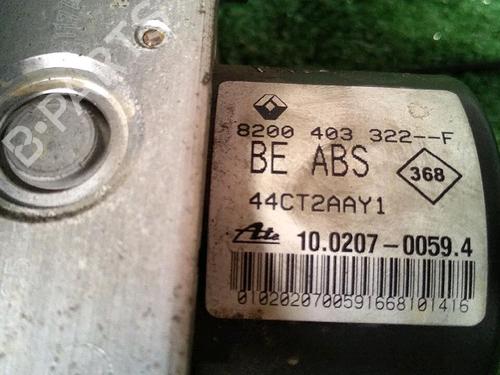 B-PARTS
8200 403 322--F
BE ABS
368
44CT2AAY1
Ate 10.0207-0059.4
0102020700591668101416